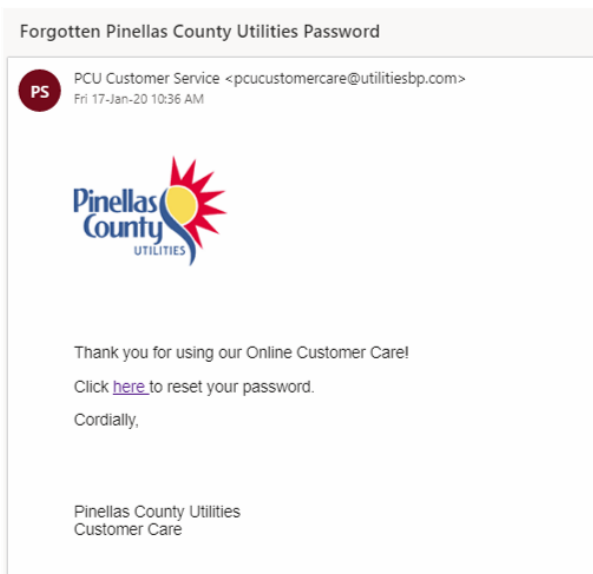 Forgotten Pinellas County Utilities Password
PS
PCU Customer Service <pcucustomercare@utilitiesbp.com>
Fri 17-Jan-20 10:36 AM
Pinellas
County
UTILITIES
Thank you for using our Online Customer Care!
Click here to reset your password.
Cordially,
Pinellas County Utilities
Customer Care